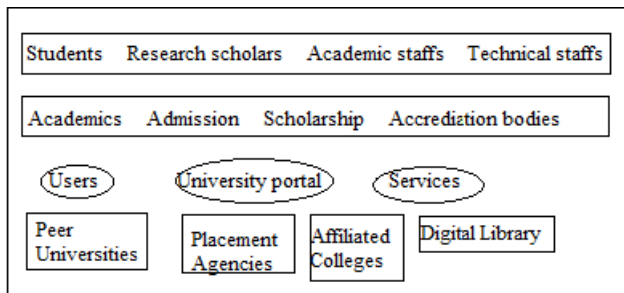 Students Research scholars Academic staffs Technical staffs
Academics Admission Scholarship Accrediation bodies
Users University portal Services
Peer
Universities
Placement
Agencies
Affiliated
Colleges
Digital Library